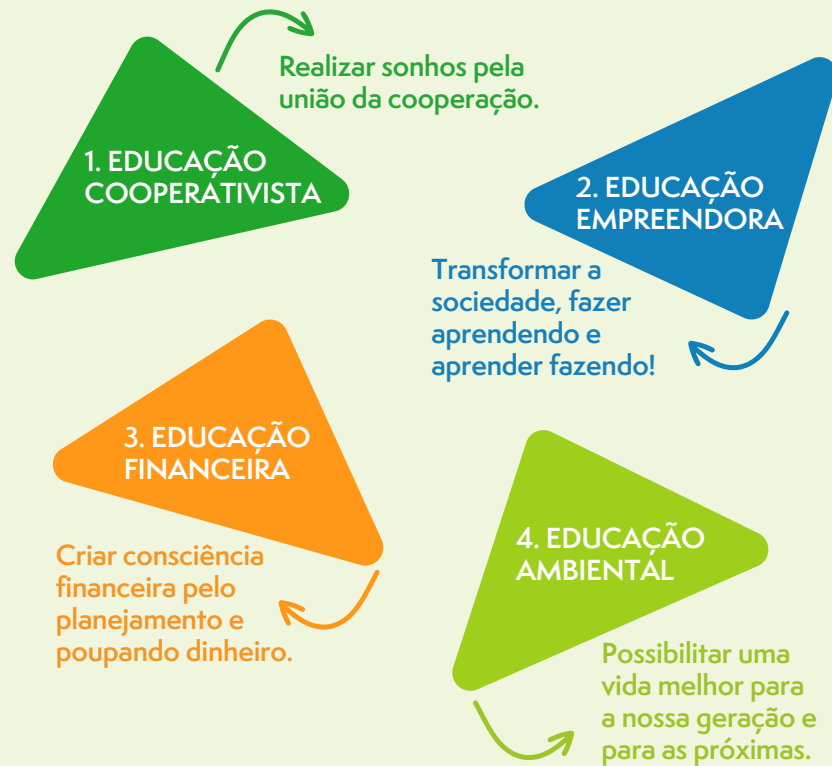 Realizar sonhos pela
união da cooperação.
1. EDUCAÇÃO
COOPERATIVISTA
2. EDUCAÇÃO
EMPREENDORA
Transformar a
sociedade, fazer
aprendendo e
aprender fazendo!
3. EDUCAÇÃO
FINANCEIRA
Criar consciência
financeira pelo
planejamento e
poupando dinheiro.
4. EDUCAÇÃO
AMBIENTAL
Possibilitar uma
vida melhor para
a nossa geração e
para as próximas.